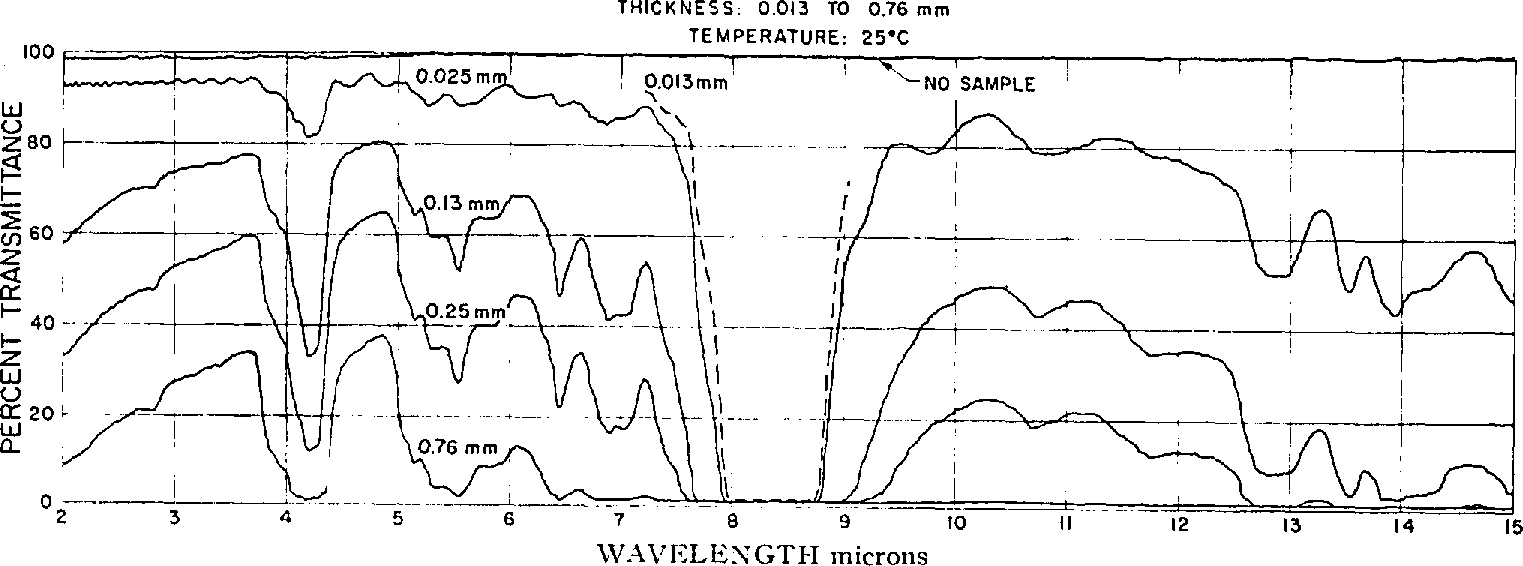 THICKNESS: 0.013 TO 0.76 mm
TEMPERATURE: 25°C
PERCENT TRANSMITTANCE
100
80
60
40
20
0
0.025 mm
0.013 mm
NO SAMPLE
0.13 mm
0.25 mm
0.76 mm
2 3 4 5 6 7 8 9 10 11 12 13 14 15
WAVELENGTH microns